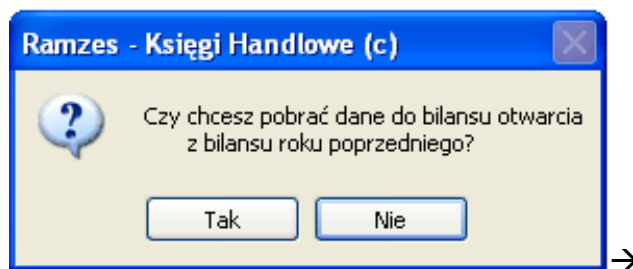 Ramzes - Księgi Handlowe (c)
Czy chcesz pobrać dane do bilansu otwarcia
z bilansu roku poprzedniego?
Tak Nie
→